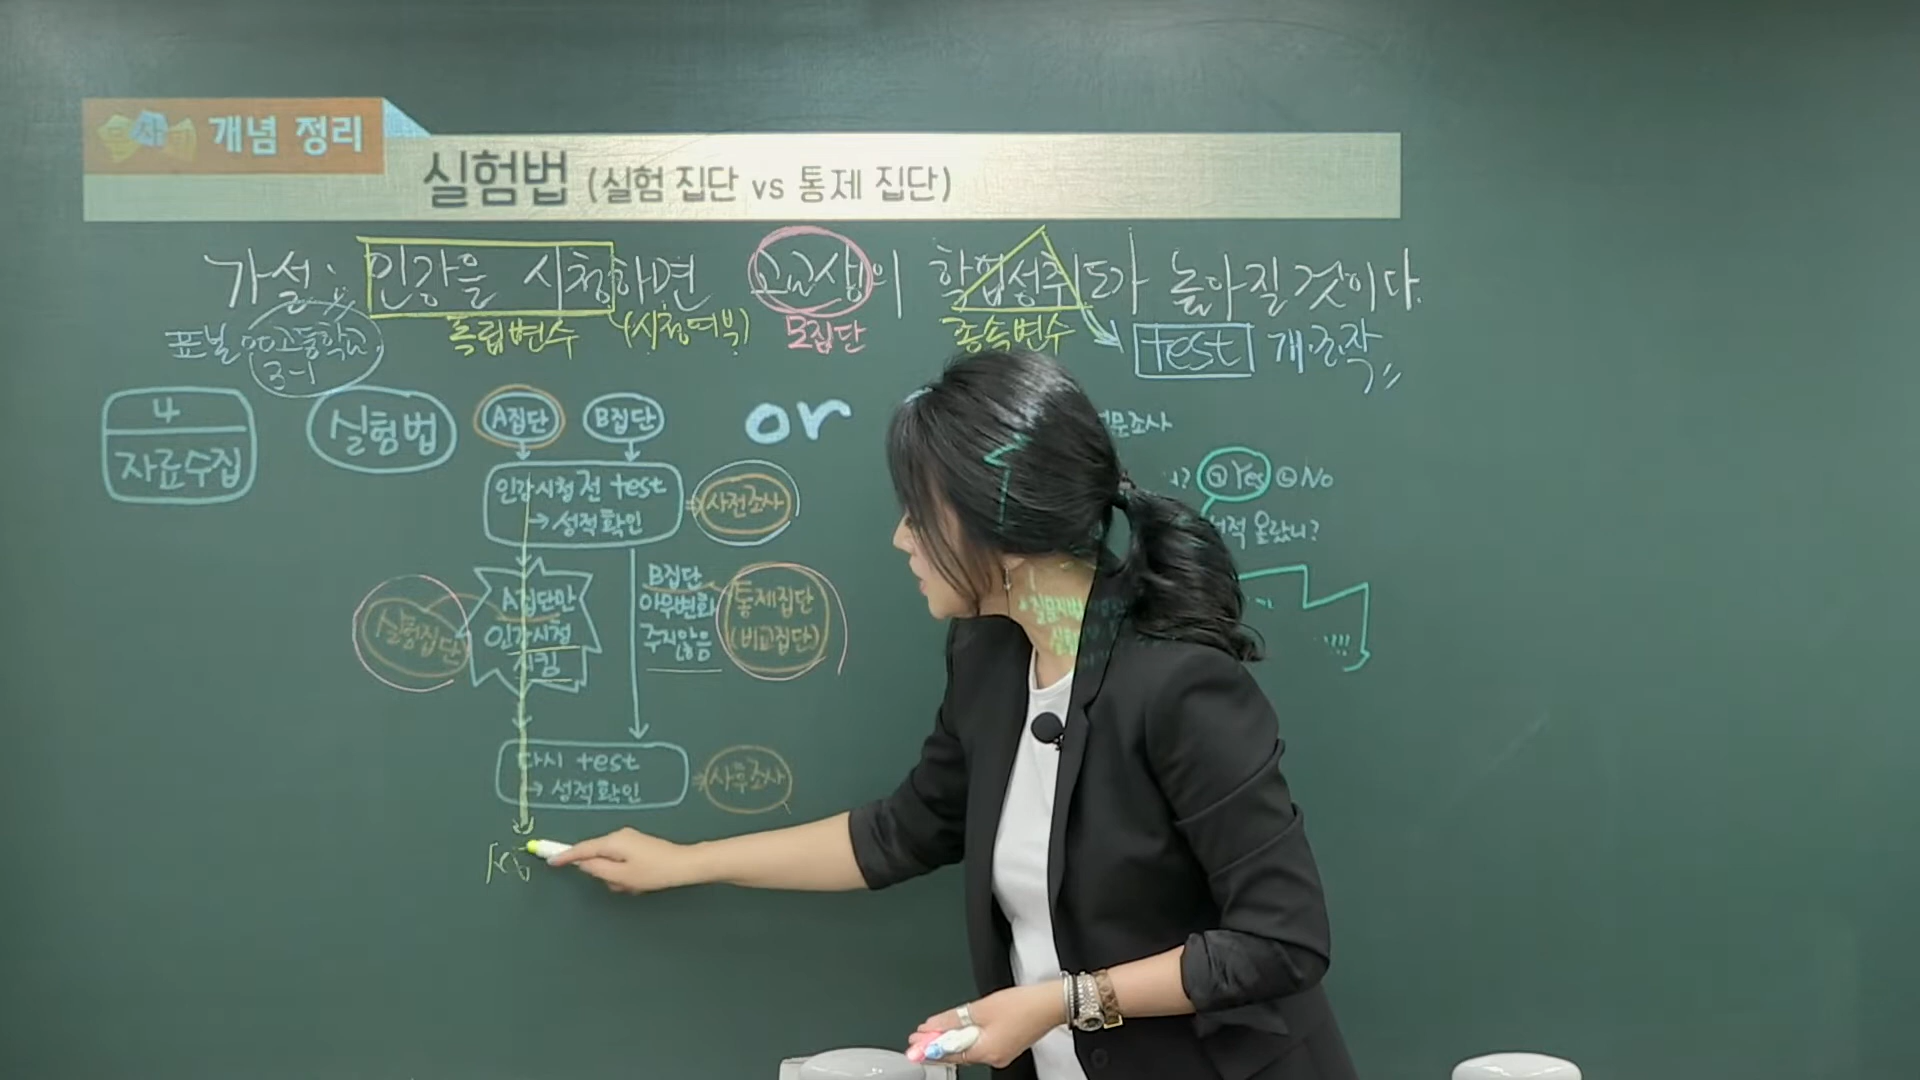 개념 정리
실험법 (실험 집단 vs 통제 집단)
가설: 인강을 시청하면 고교생의 학업성취도가 높아질것이다.
표본 00고등학교 독립변수 (시청여부) 모집단 종속변수 test 개·조작
3-1
4
자료수집
실험법
A집단 B집단 or
인강시청 전 test
→ 성적확인
사전조사
실험집단
A집단만
인강시청
시킴
B집단
아무변화
주지않음
통제집단
(비교집단)
다시 test
→ 성적확인
사후조사
문조사
① Yes ② No
성적 올랐니?